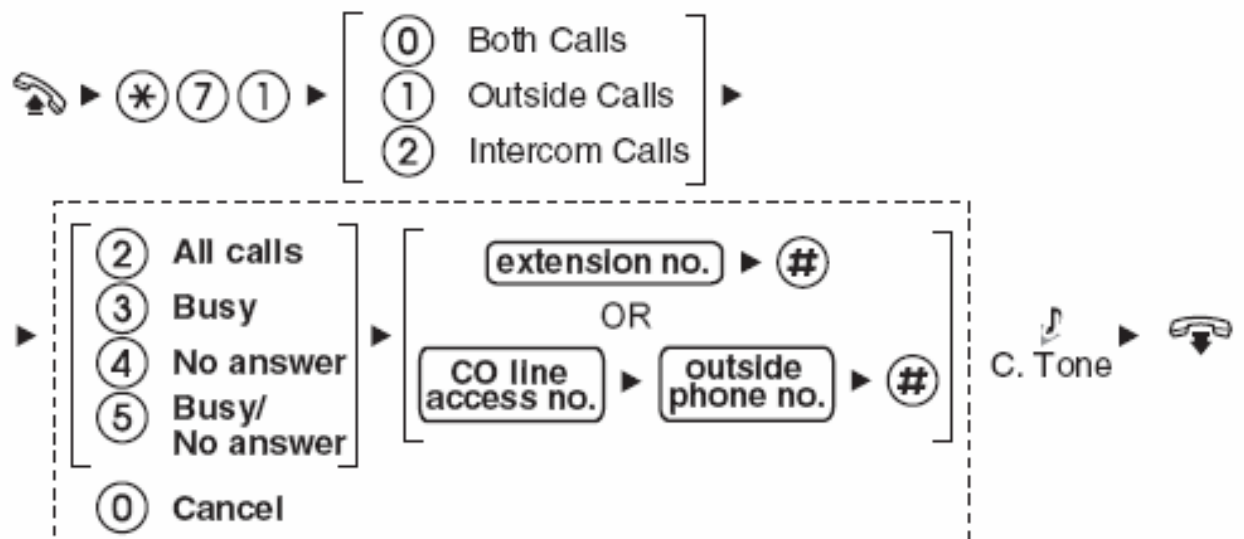 0 Both Calls
* 7 1 1 Outside Calls
2 Intercom Calls
2 All calls
3 Busy
4 No answer
5 Busy/
No answer
0 Cancel
extension no. #
OR
CO line
access no.
outside
phone no.
#
C. Tone